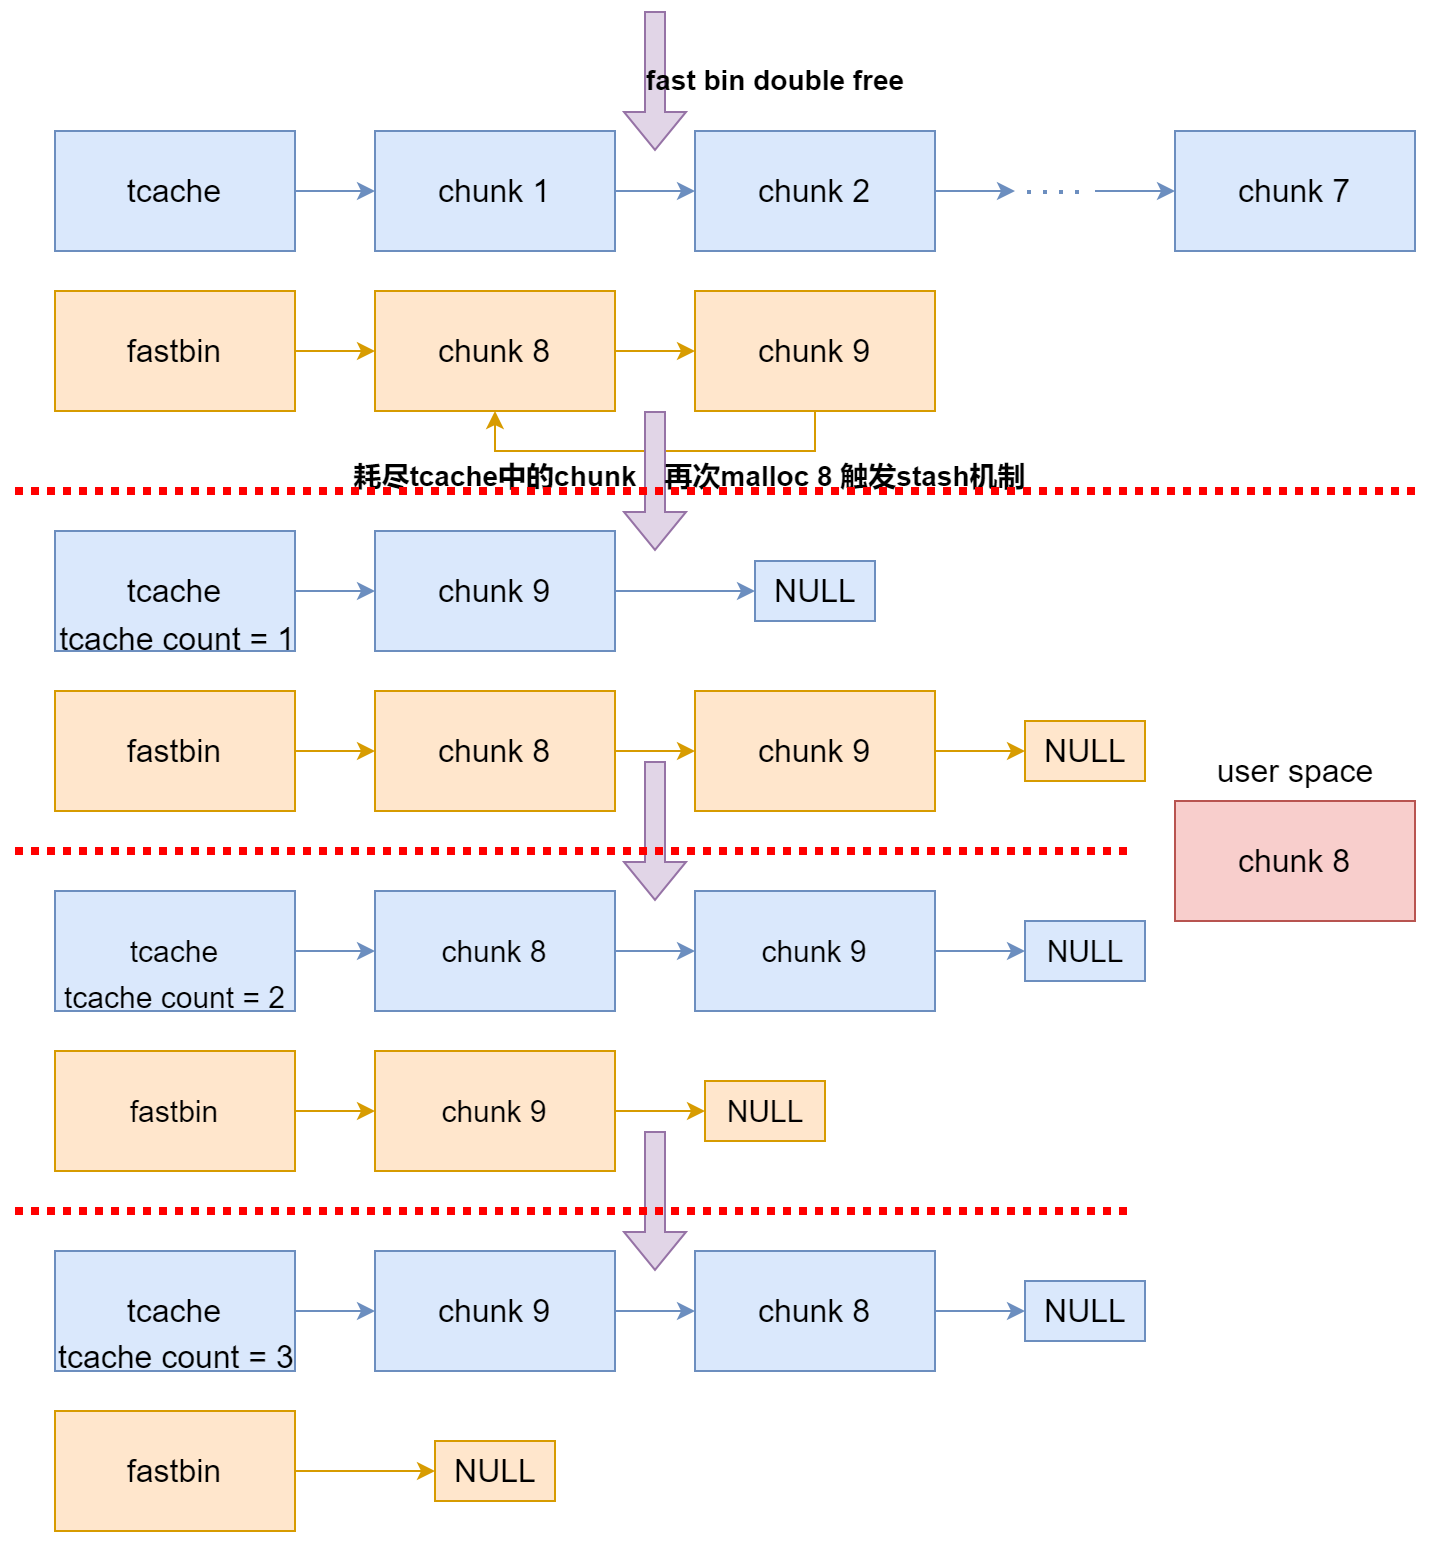 fast bin double free
tcache
chunk 1
chunk 2
chunk 7
fastbin
chunk 8
chunk 9
耗尽tcache中的chunk 再次malloc 8 触发stash机制
tcache
chunk 9
NULL
tcache count = 1
fastbin
chunk 8
chunk 9
NULL
user space
chunk 8
tcache
chunk 8
chunk 9
NULL
tcache count = 2
fastbin
chunk 9
NULL
tcache
chunk 9
chunk 8
NULL
tcache count = 3
fastbin
NULL